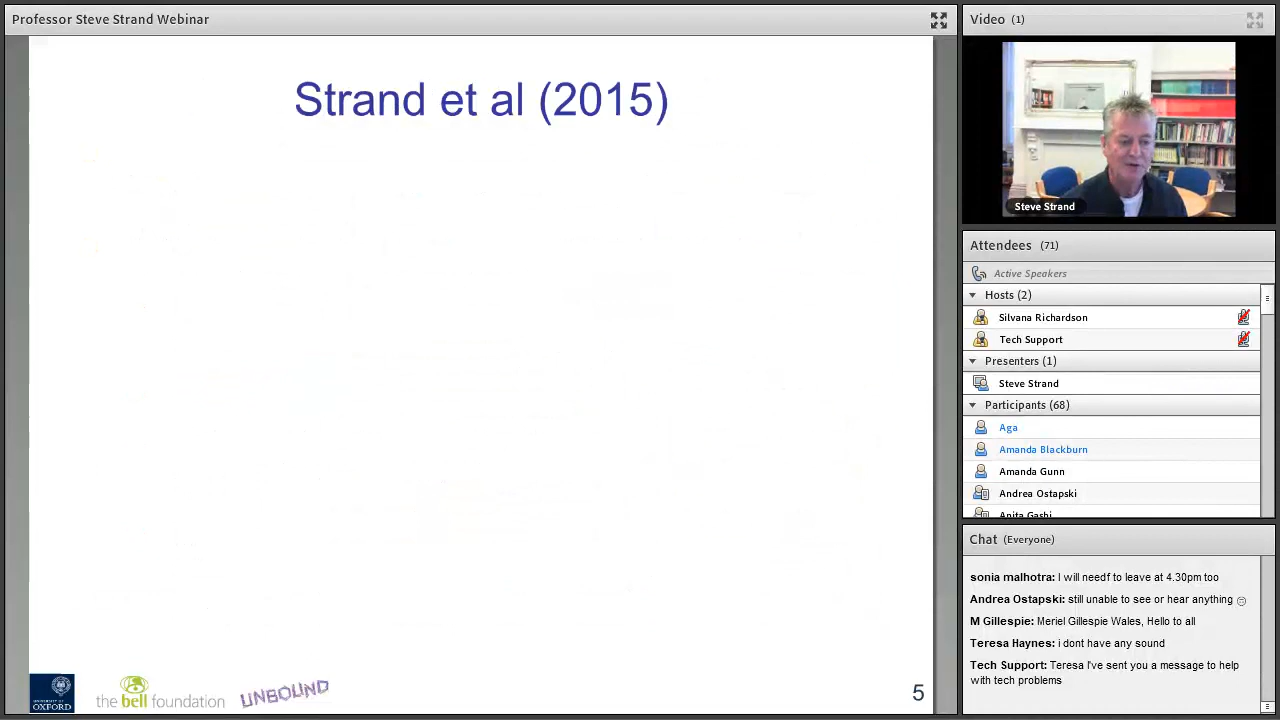 Professor Steve Strand Webinar
Strand et al (2015)
UNIVERSITY OF
OXFORD
the bell foundation
UNBOUND
5
Video (1)
Steve Strand
Attendees (71)
Active Speakers
Hosts (2)
Silvana Richardson
Tech Support
Presenters (1)
Steve Strand
Participants (68)
Aga
Amanda Blackburn
Amanda Gunn
Andrea Ostapski
Anita Gashi
Chat (Everyone)
sonia malhotra: I will needf to leave at 4.30pm too
Andrea Ostapski: still unable to see or hear anything
M Gillespie: Meriel Gillespie Wales, Hello to all
Teresa Haynes: i dont have any sound
Tech Support: Teresa I've sent you a message to help
with tech problems